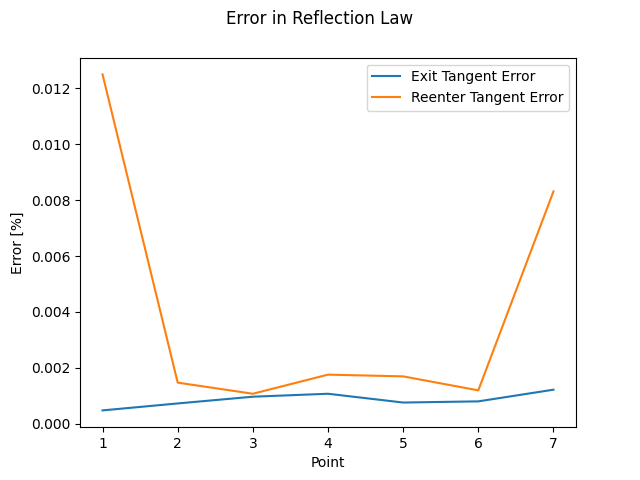 Error in Reflection Law
Exit Tangent Error
Reenter Tangent Error
Error [%]
0.012
0.010
0.008
0.006
0.004
0.002
0.000
1 2 3 4 5 6 7
Point